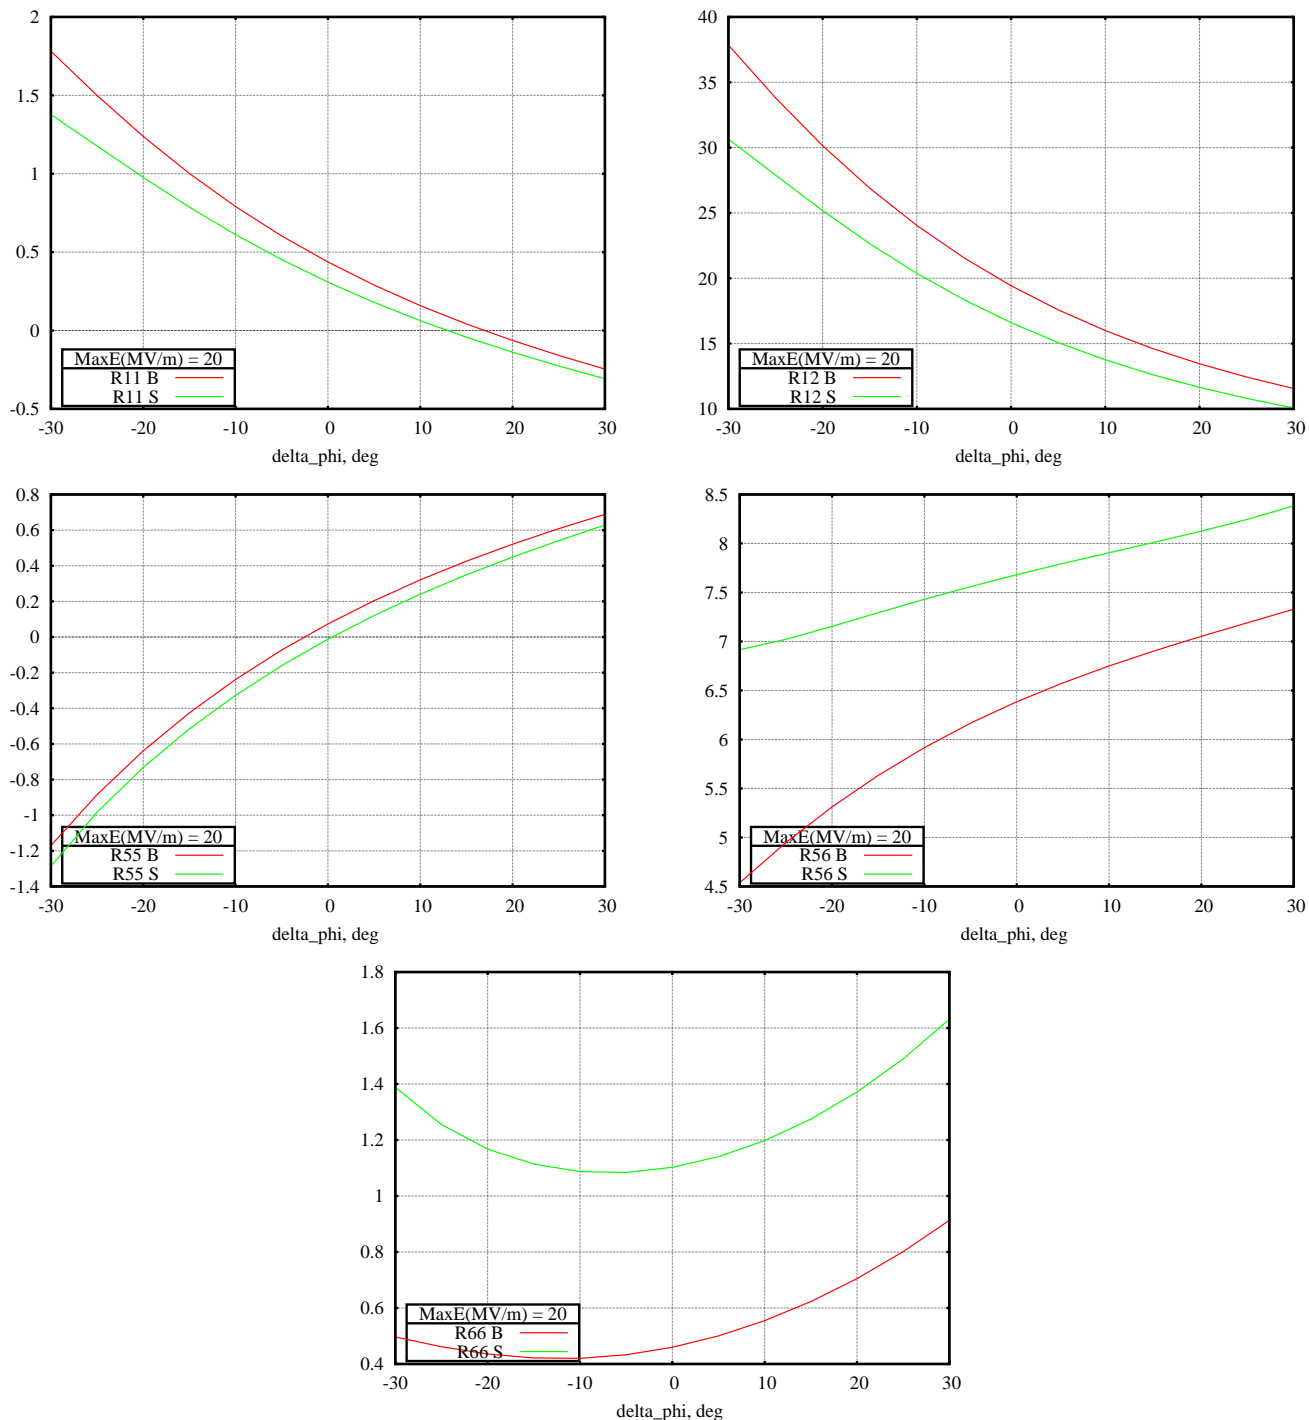 2
1.5
1
0.5
0
-0.5
MaxE(MV/m) = 20
R11 B
R11 S
-30 -20 -10 0 10 20 30
delta_phi, deg
40
35
30
25
20
15
10
MaxE(MV/m) = 20
R12 B
R12 S
-30 -20 -10 0 10 20 30
delta_phi, deg
0.8
0.6
0.4
0.2
0
-0.2
-0.4
-0.6
-0.8
-1
-1.2
-1.4
MaxE(MV/m) = 20
R55 B
R55 S
-30 -20 -10 0 10 20 30
delta_phi, deg
8.5
8
7.5
7
6.5
6
5.5
5
4.5
MaxE(MV/m) = 20
R56 B
R56 S
-30 -20 -10 0 10 20 30
delta_phi, deg
1.8
1.6
1.4
1.2
1
0.8
0.6
0.4
MaxE(MV/m) = 20
R66 B
R66 S
-30 -20 -10 0 10 20 30
delta_phi, deg